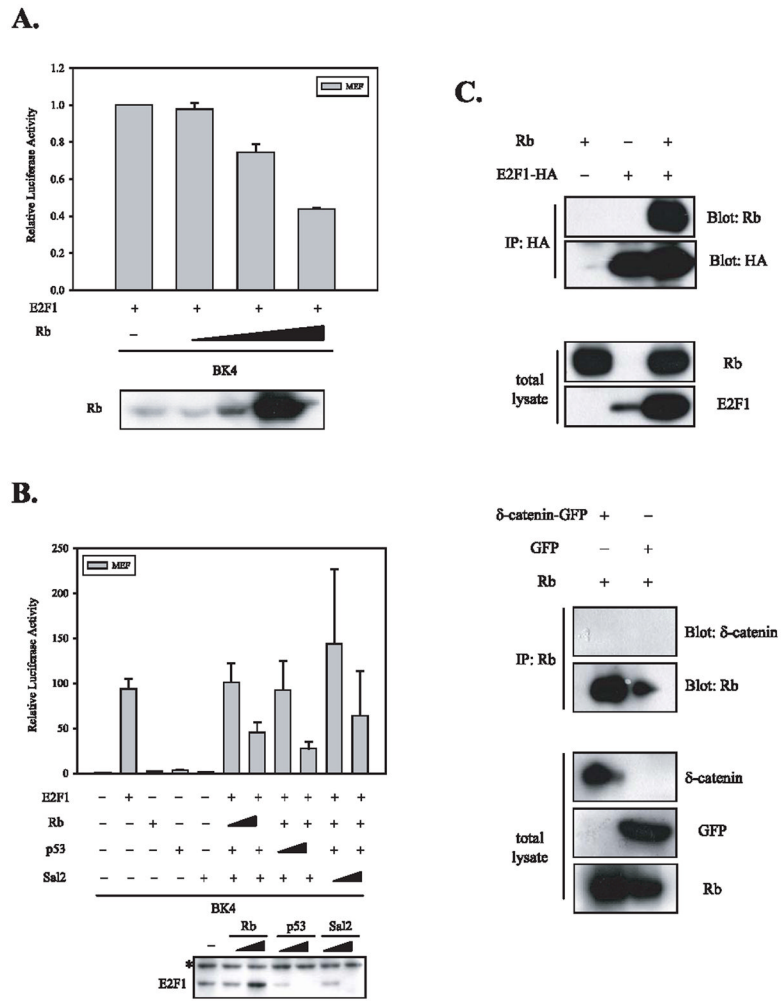 A.
1.2
1.0
0.8
0.6
0.4
0.2
0.0
Relative Luciferase Activity
MEF
E2F1 + + + +
Rb –
BK4
Rb
B.
250
200
150
100
50
0
Relative Luciferase Activity
MEF
E2F1 – + – – – + + + + + +
Rb – – + – – + + + +
p53 – – – + – + + + +
Sal2 – – – – + + + + +
BK4
– Rb p53 Sal2
*
E2F1
C.
Rb + – +
E2F1-HA – + +
IP: HA
Blot: Rb
Blot: HA
total lysate
Rb
E2F1
δ-catenin-GFP + –
GFP – +
Rb + +
IP: Rb
Blot: δ-catenin
Blot: Rb
total lysate
δ-catenin
GFP
Rb